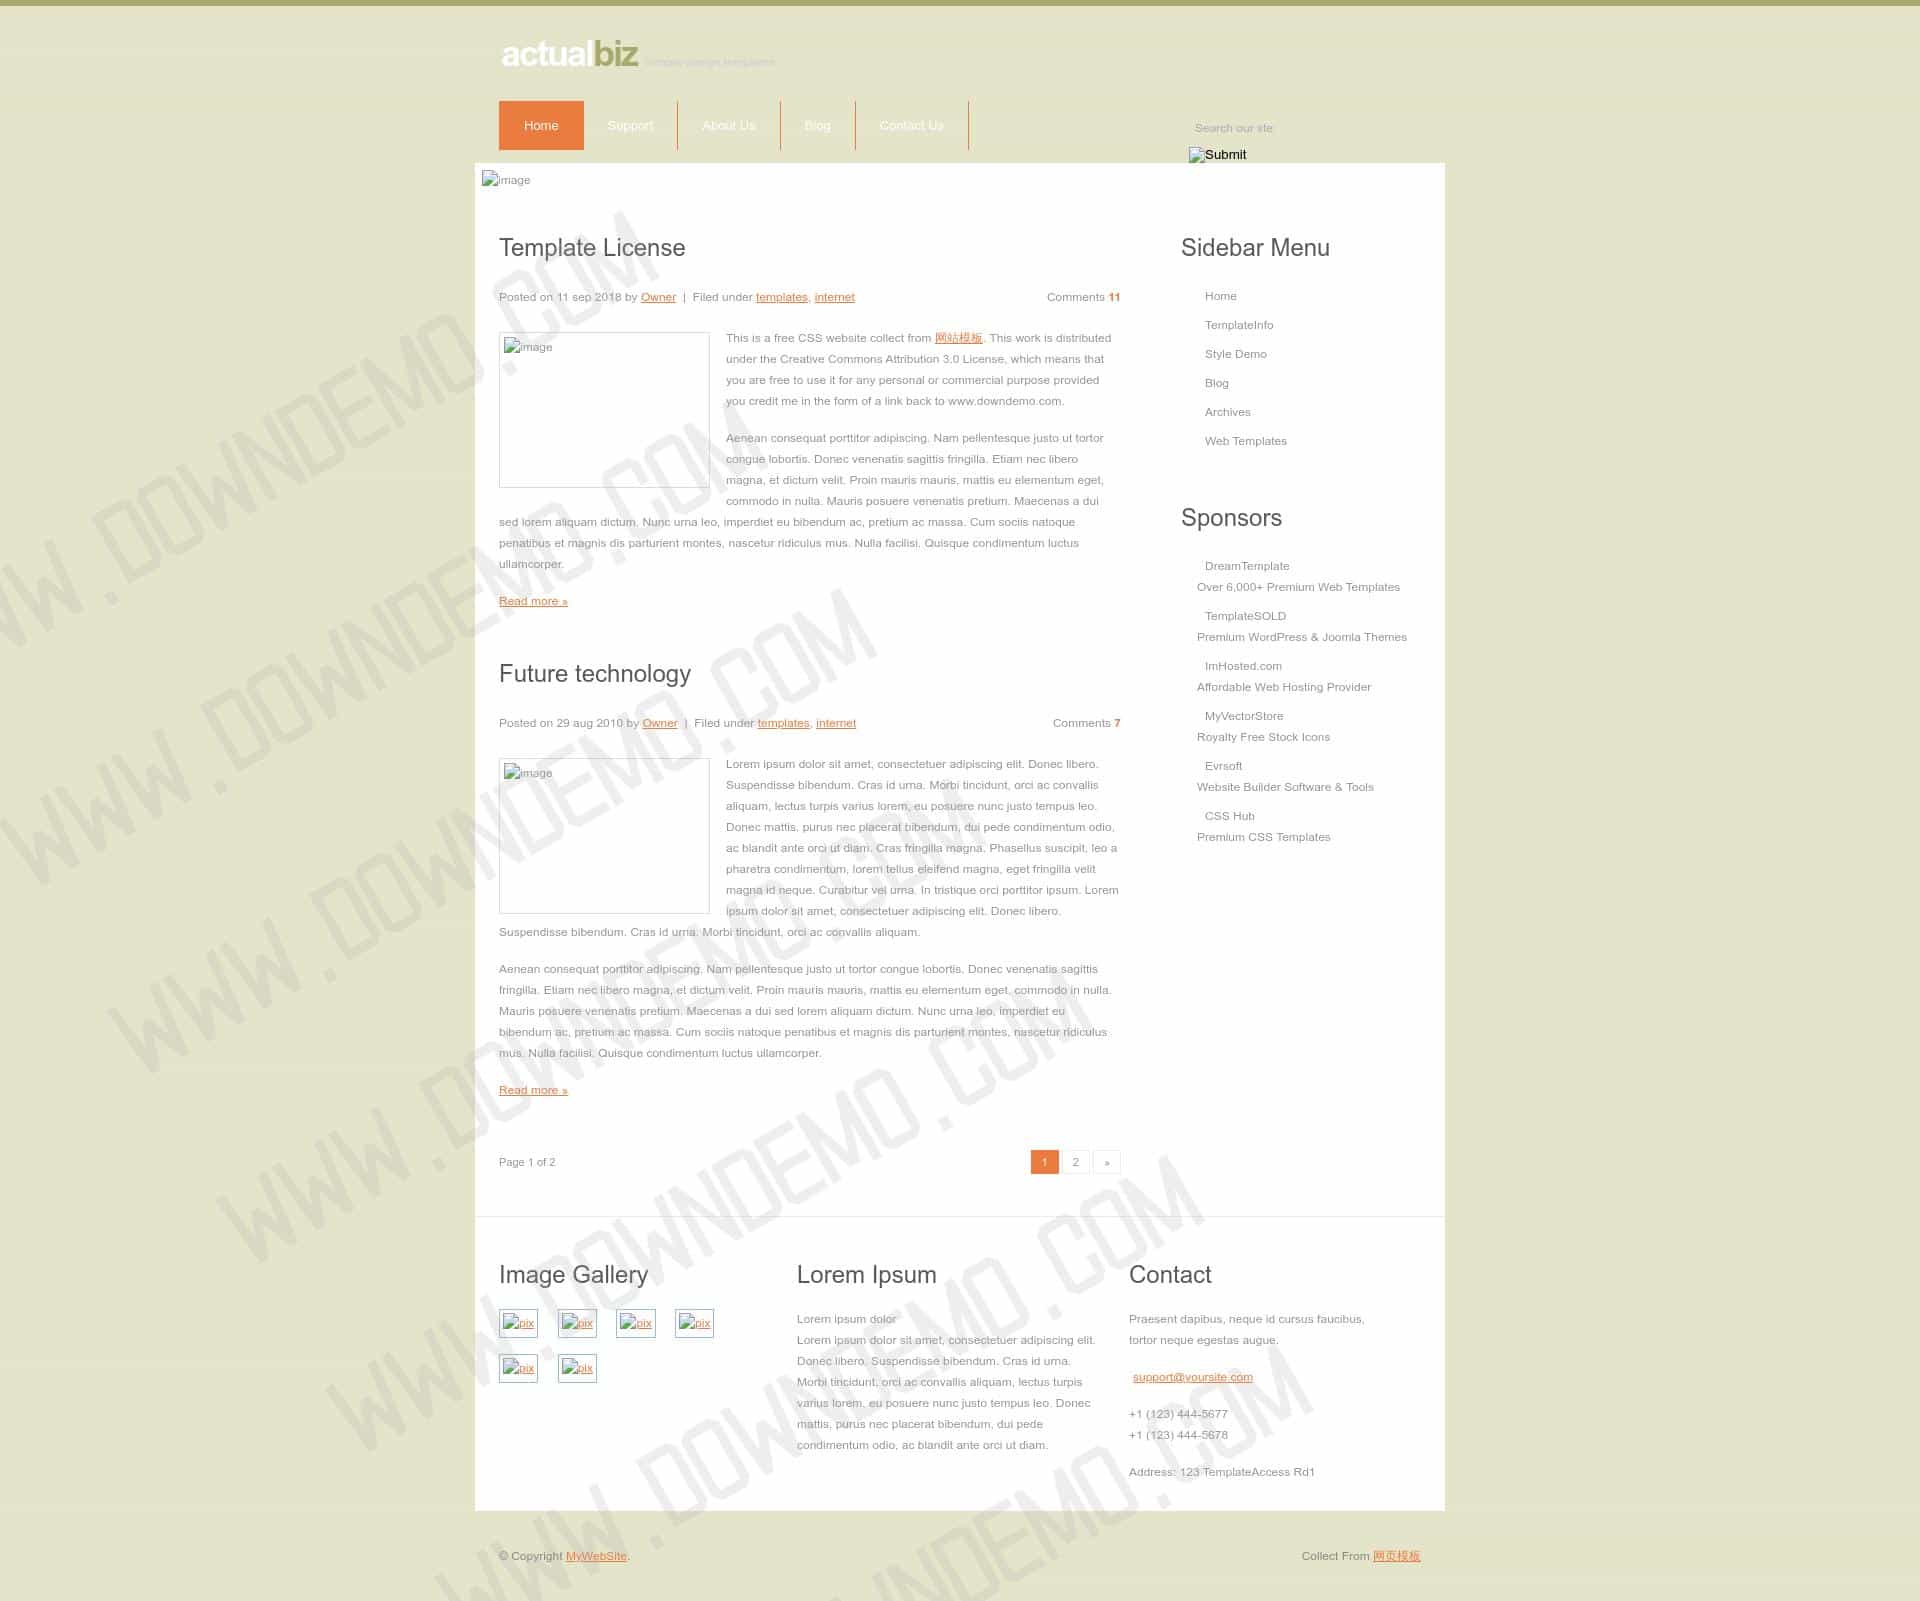 actualbiz simple design templates
Home Support About Us Blog Contact Us
Search our ste:
Submit
image
Template License
Posted on 11 sep 2018 by Owner | Filed under templates, internet
Comments 11
image
This is a free CSS website collect from 网站模板. This work is distributed
under the Creative Commons Attribution 3.0 License, which means that
you are free to use it for any personal or commercial purpose provided
you credit me in the form of a link back to www.downdemo.com.
Aenean consequat porttitor adipiscing. Nam pellentesque justo ut tortor
congue lobortis. Donec venenatis sagittis fringilla. Etiam nec libero
magna, et dictum velit. Proin mauris mauris, mattis eu elementum eget,
commodo in nulla. Mauris posuere venenatis pretium. Maecenas a dui
sed lorem aliquam dictum. Nunc urna leo, imperdiet eu bibendum ac, pretium ac massa. Cum sociis natoque
penatibus et magnis dis parturient montes, nascetur ridiculus mus. Nulla facilisi. Quisque condimentum luctus
ullamcorper.
Read more »
Future technology
Posted on 29 aug 2010 by Owner | Filed under templates, internet
Comments 7
image
Lorem ipsum dolor sit amet, consectetuer adipiscing elit. Donec libero.
Suspendisse bibendum. Cras id urna. Morbi tincidunt, orci ac convallis
aliquam, lectus turpis varius lorem, eu posuere nunc justo tempus leo.
Donec mattis, purus nec placerat bibendum, dui pede condimentum odio,
ac blandit ante orci ut diam. Cras fringilla magna. Phasellus suscipit, leo a
pharetra condimentum, lorem tellus eleifend magna, eget fringilla velit
magna id neque. Curabitur vel urna. In tristique orci porttitor ipsum. Lorem
ipsum dolor sit amet, consectetuer adipiscing elit. Donec libero.
Suspendisse bibendum. Cras id urna. Morbi tincidunt, orci ac convallis aliquam.
Aenean consequat porttitor adipiscing. Nam pellentesque justo ut tortor congue lobortis. Donec venenatis sagittis
fringilla. Etiam nec libero magna, et dictum velit. Proin mauris mauris, mattis eu elementum eget, commodo in nulla.
Mauris posuere venenatis pretium. Maecenas a dui sed lorem aliquam dictum. Nunc urna leo, imperdiet eu
bibendum ac, pretium ac massa. Cum sociis natoque penatibus et magnis dis parturient montes, nascetur ridiculus
mus. Nulla facilisi. Quisque condimentum luctus ullamcorper.
Read more »
Page 1 of 2
1 2 »
Sidebar Menu
Home
TemplateInfo
Style Demo
Blog
Archives
Web Templates
Sponsors
DreamTemplate
Over 6,000+ Premium Web Templates
TemplateSOLD
Premium WordPress & Joomla Themes
ImHosted.com
Affordable Web Hosting Provider
MyVectorStore
Royalty Free Stock Icons
Evrsoft
Website Builder Software & Tools
CSS Hub
Premium CSS Templates
Image Gallery
pix pix pix pix
pix pix
Lorem Ipsum
Lorem ipsum dolor
Lorem ipsum dolor sit amet, consectetuer adipiscing elit.
Donec libero. Suspendisse bibendum. Cras id urna.
Morbi tincidunt, orci ac convallis aliquam, lectus turpis
varius lorem, eu posuere nunc justo tempus leo. Donec
mattis, purus nec placerat bibendum, dui pede
condimentum odio, ac blandit ante orci ut diam.
Contact
Praesent dapibus, neque id cursus faucibus,
tortor neque egestas augue.
support@yoursite.com
+1 (123) 444-5677
+1 (123) 444-5678
Address: 123 TemplateAccess Rd1
© Copyright MyWebSite.
Collect From 网页模板
WWW.DOWNDEMO.COM
WWW.DOWNDEMO.COM
WWW.DOWNDEMO.COM
WWW.DOWNDEMO.COM
WWW.DOWNDEMO.COM
WWW.DOWNDEMO.COM
WWW.DOWNDEMO.COM